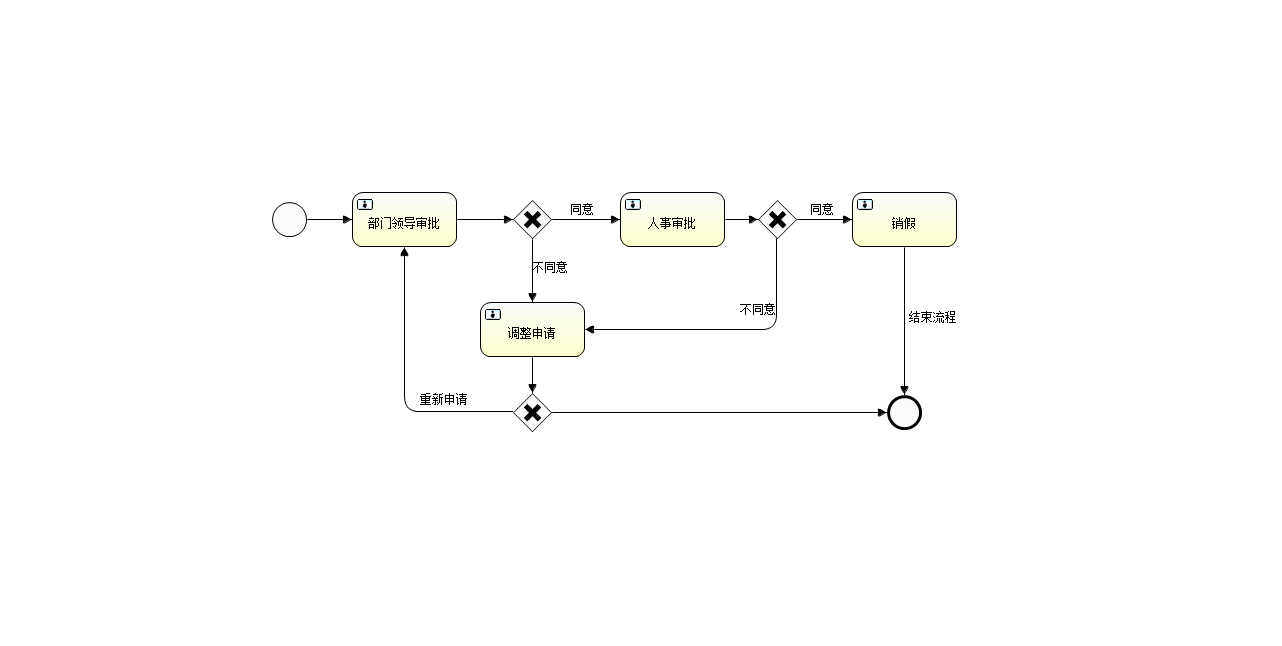 部门领导审批
同意
人事审批
同意
销假
不同意
不同意
结束流程
调整申请
重新申请